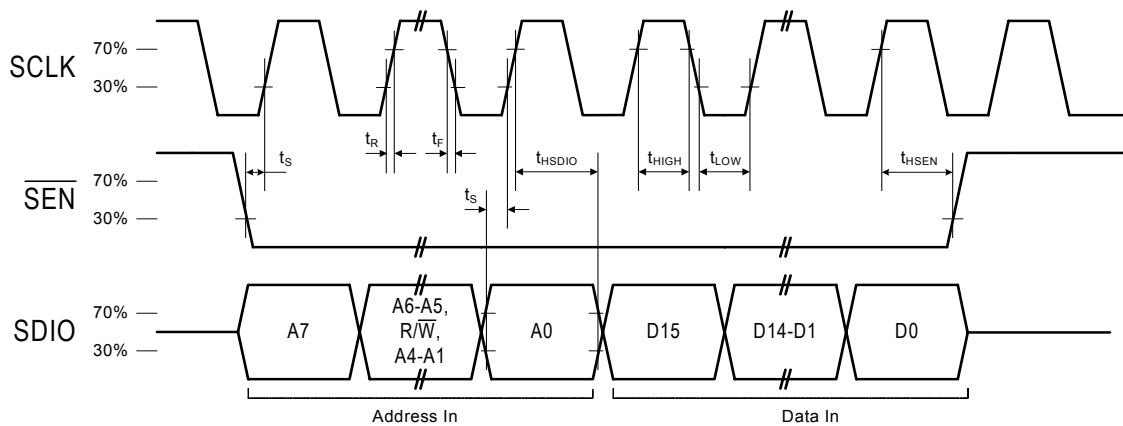 SCLK
70%
30%
tR
tF
tS
tHSDIO
tHIGH
tLOW
tHSEN
SEN
70%
30%
tS
SDIO
70%
30%
A7
A6-A5,
R/W,
A4-A1
A0
D15
D14-D1
D0
Address In
Data In